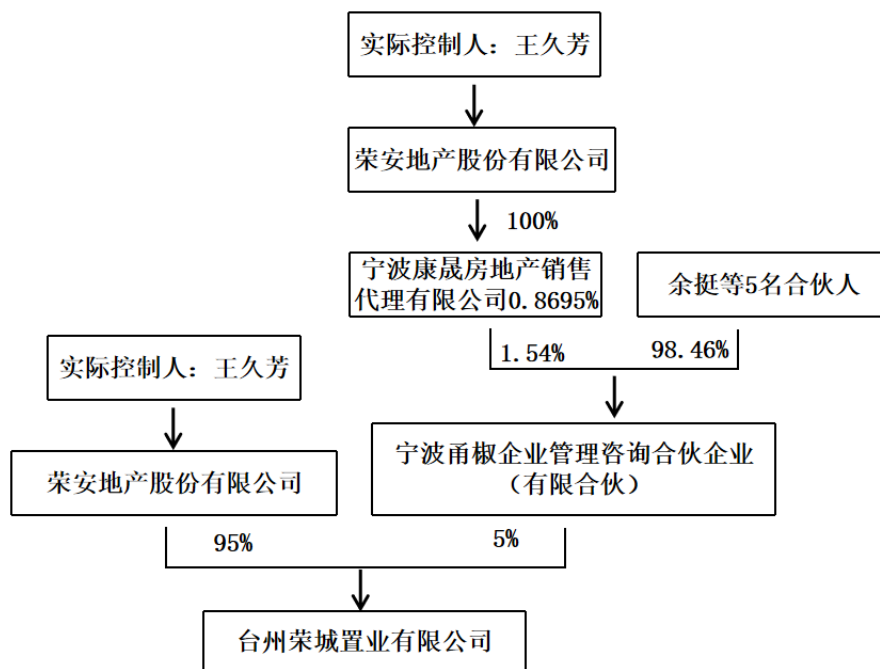 实际控制人：王久芳
荣安地产股份有限公司
100%
宁波康晟房地产销售
代理有限公司0.8695%
余挺等5名合伙人
1.54%
98.46%
实际控制人：王久芳
荣安地产股份有限公司
宁波甬椒企业管理咨询合伙企业
（有限合伙）
95%
5%
台州荣城置业有限公司